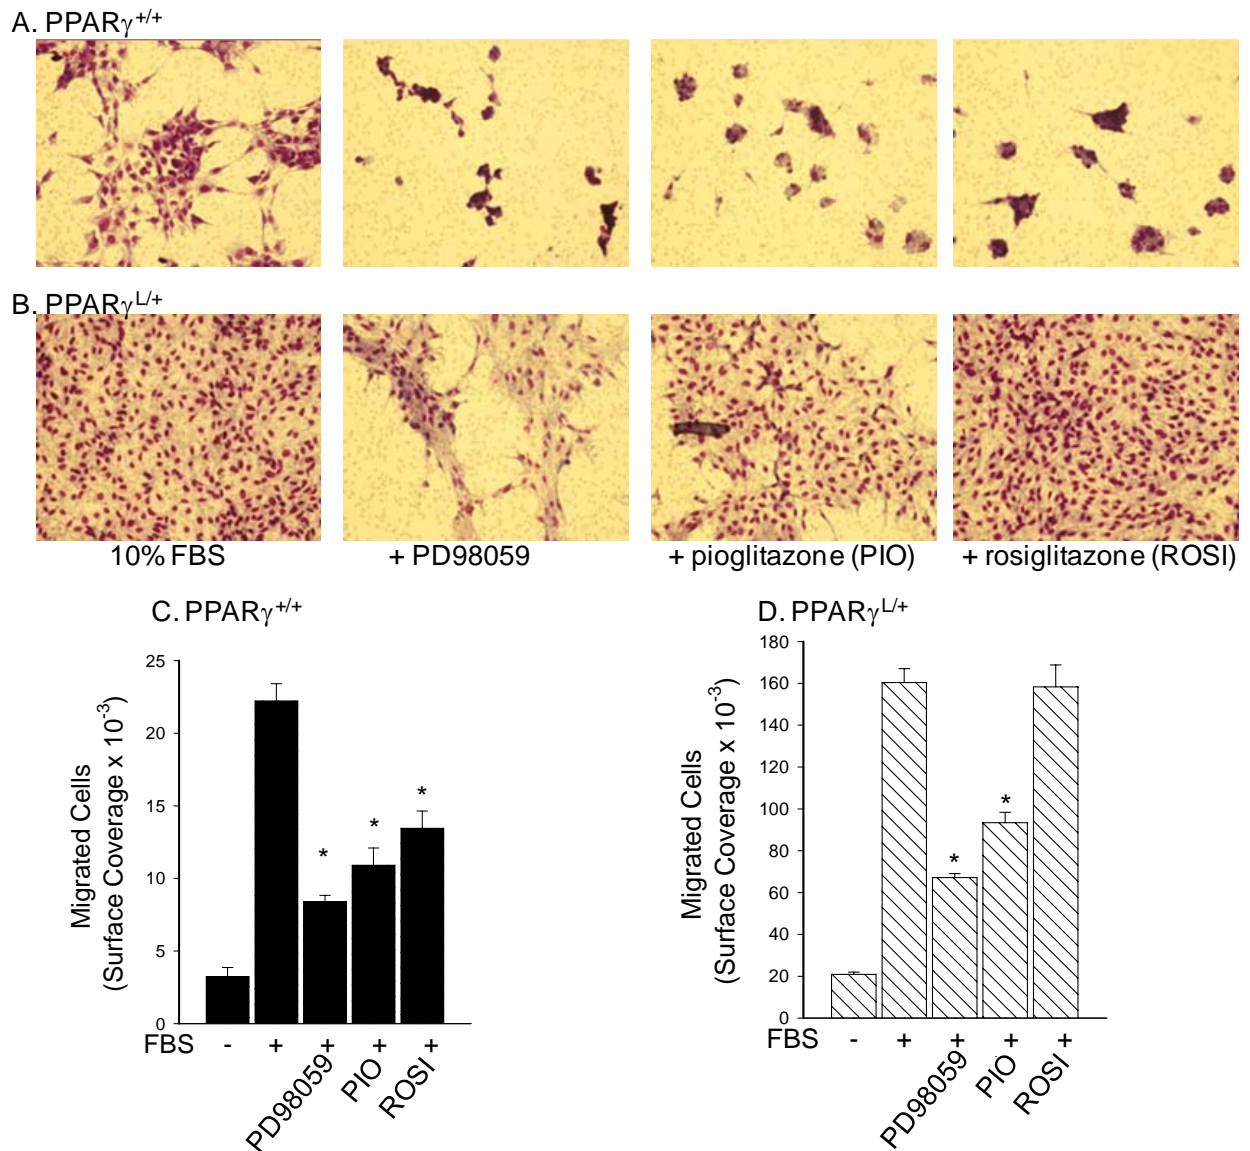 A. PPARγ+/+
B. PPARγL/+
10% FBS
+ PD98059
+ pioglitazone (PIO)
+ rosiglitazone (ROSI)
C. PPARγ+/+
25
20
15
10
5
0
Migrated Cells
(Surface Coverage x 10-3)
*
*
*
FBS - + + + +
PD98059
PIO
ROSI
D. PPARγL/+
180
160
140
120
100
80
60
40
20
0
Migrated Cells
(Surface Coverage x 10-3)
*
*
FBS - + + + +
PD98059
PIO
ROSI